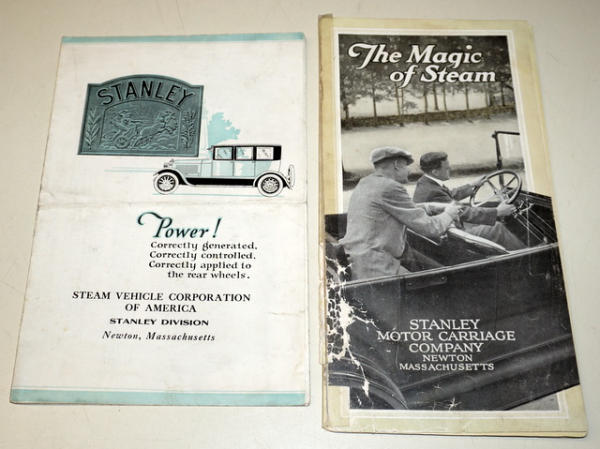 STANLEY
Power!
Correctly generated.
Correctly controlled.
Correctly applied to
the rear wheels.
STEAM VEHICLE CORPORATION
OF AMERICA
STANLEY DIVISION
Newton, Massachusetts
The Magic
of Steam
STANLEY
MOTOR CARRIAGE
COMPANY
NEWTON
MASSACHUSETTS